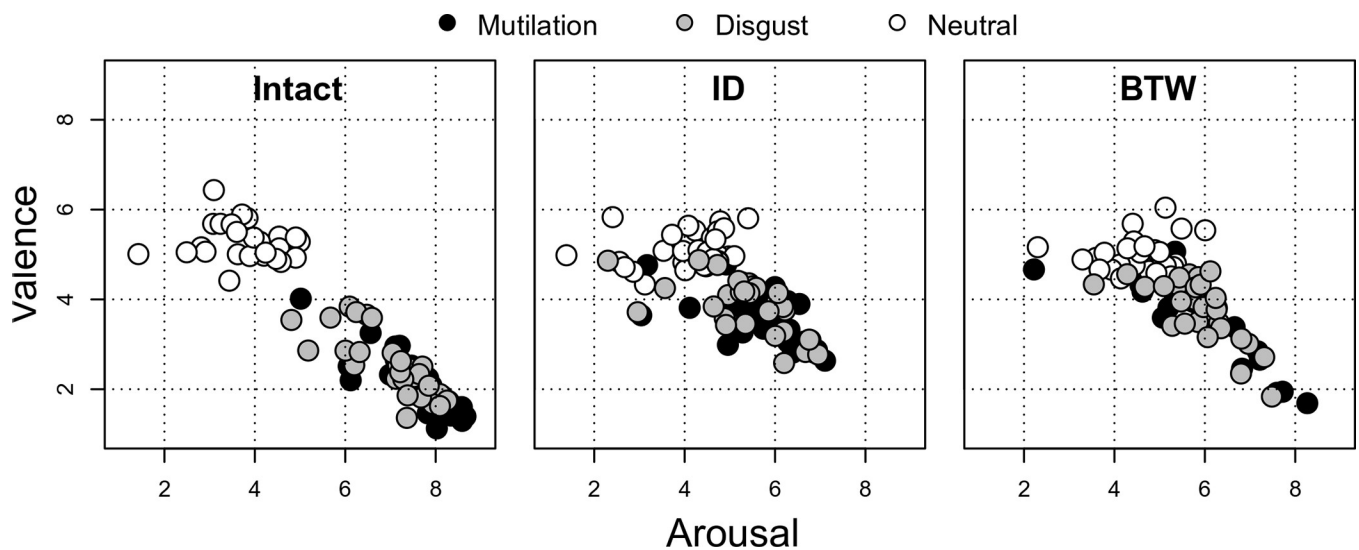 Mutilation Disgust Neutral
Intact ID BTW
Valence
8
6
4
2
2 4 6 8 2 4 6 8 2 4 6 8
Arousal